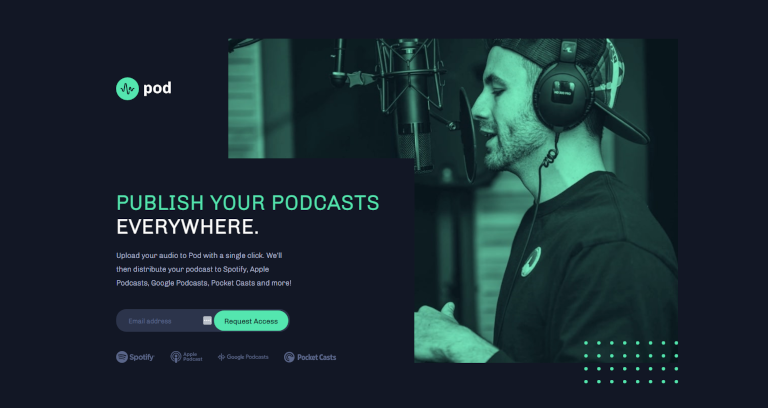 pod
PUBLISH YOUR PODCASTS
EVERYWHERE.
Upload your audio to Pod with a single click. We'll
then distribute your podcast to Spotify, Apple
Podcasts, Google Podcasts, Pocket Casts and more!
Email address
Request Access
Spotify
Apple
Podcast
Google Podcasts
Pocket Casts